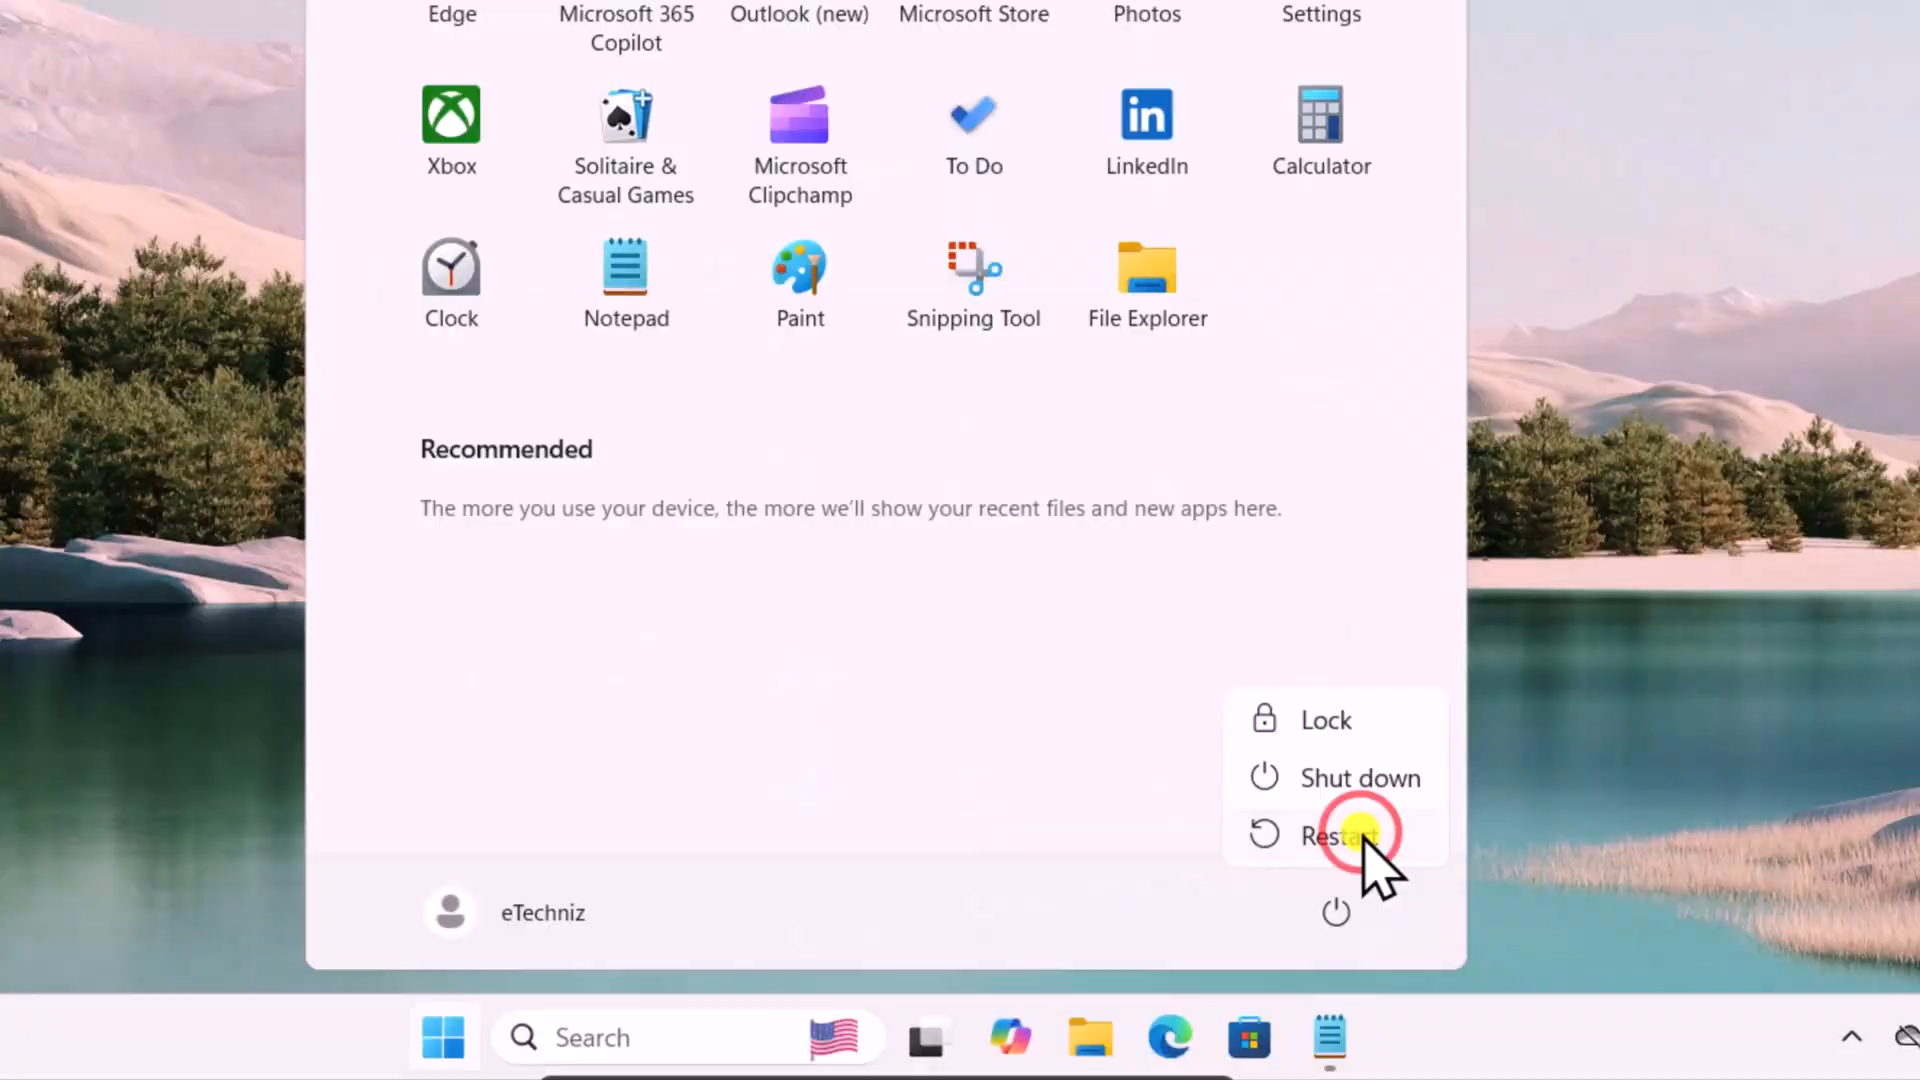 Edge
Microsoft 365
Copilot
Outlook (new)
Microsoft Store
Photos
Settings
Xbox
Solitaire &
Casual Games
Microsoft
Clipchamp
To Do
in
LinkedIn
Calculator
Clock
Notepad
Paint
Snipping Tool
File Explorer
Recommended
The more you use your device, the more we'll show your recent files and new apps here.
Lock
Shut down
Restart
eTechniz
Search